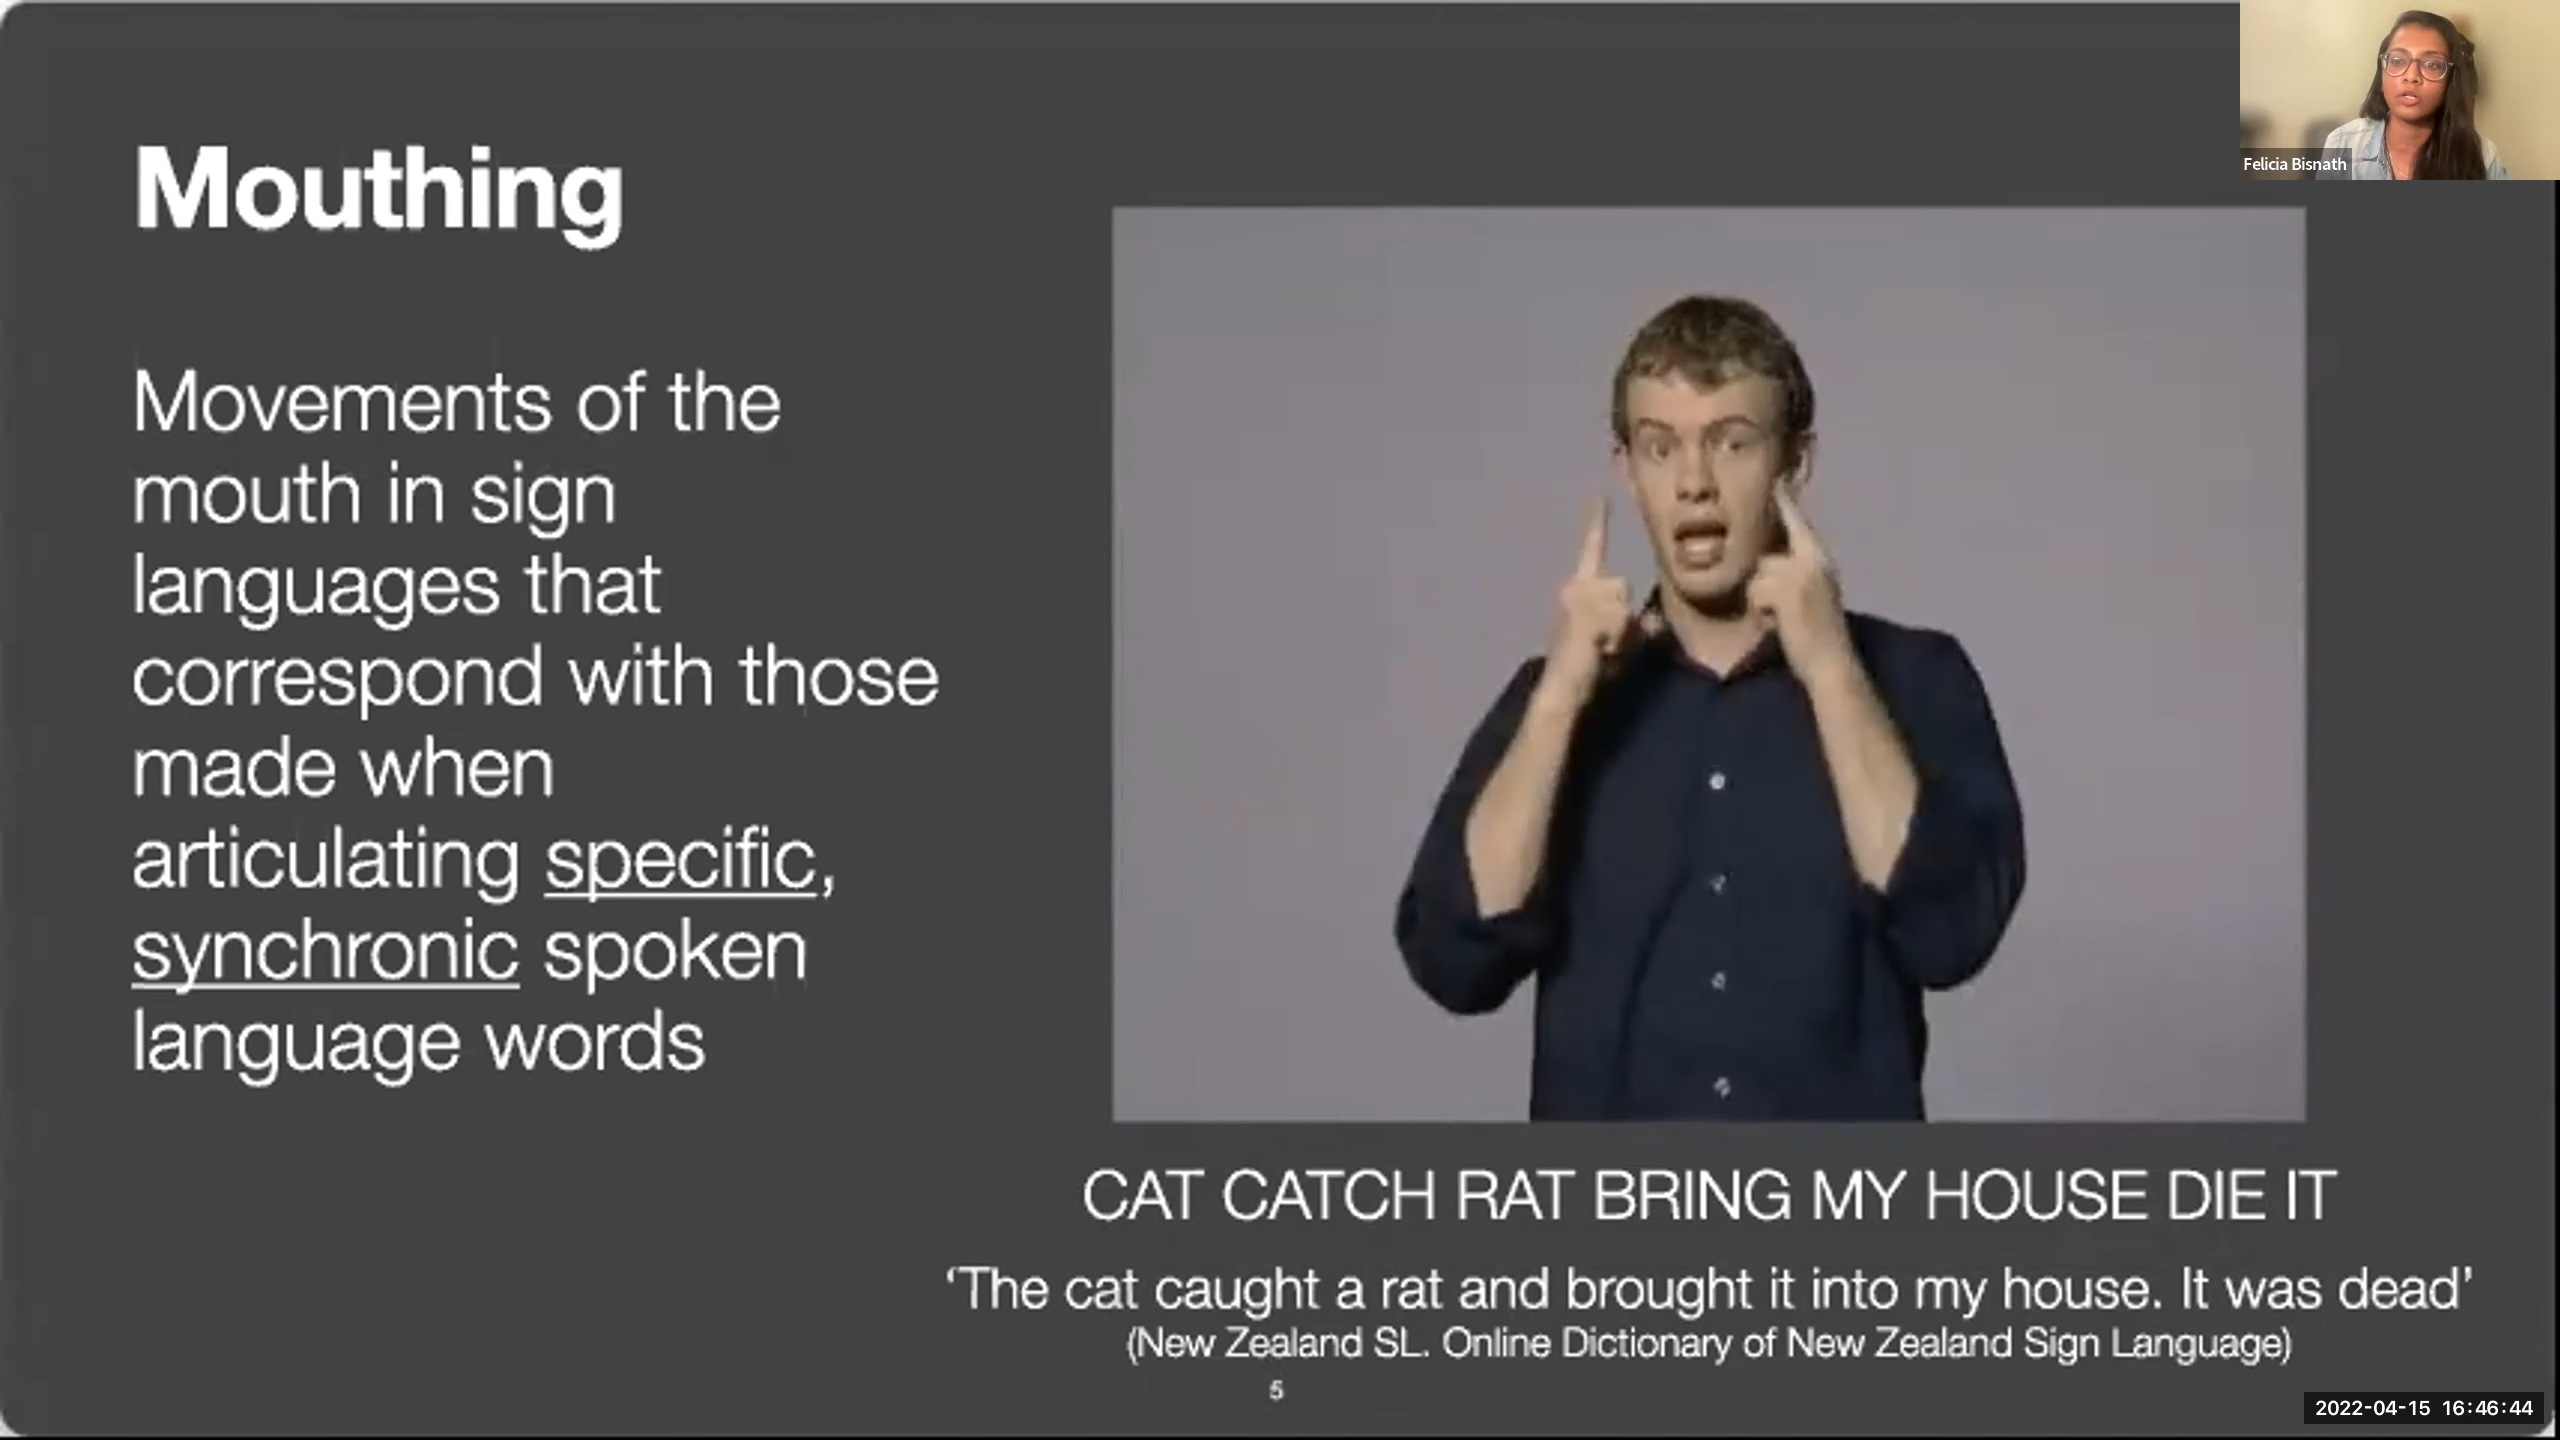 Felicia Bisnath
Mouthing
Movements of the
mouth in sign
languages that
correspond with those
made when
articulating specific,
synchronic spoken
language words
CAT CATCH RAT BRING MY HOUSE DIE IT
‘The cat caught a rat and brought it into my house. It was dead’
(New Zealand SL. Online Dictionary of New Zealand Sign Language)
5
2022-04-15 16:46:44